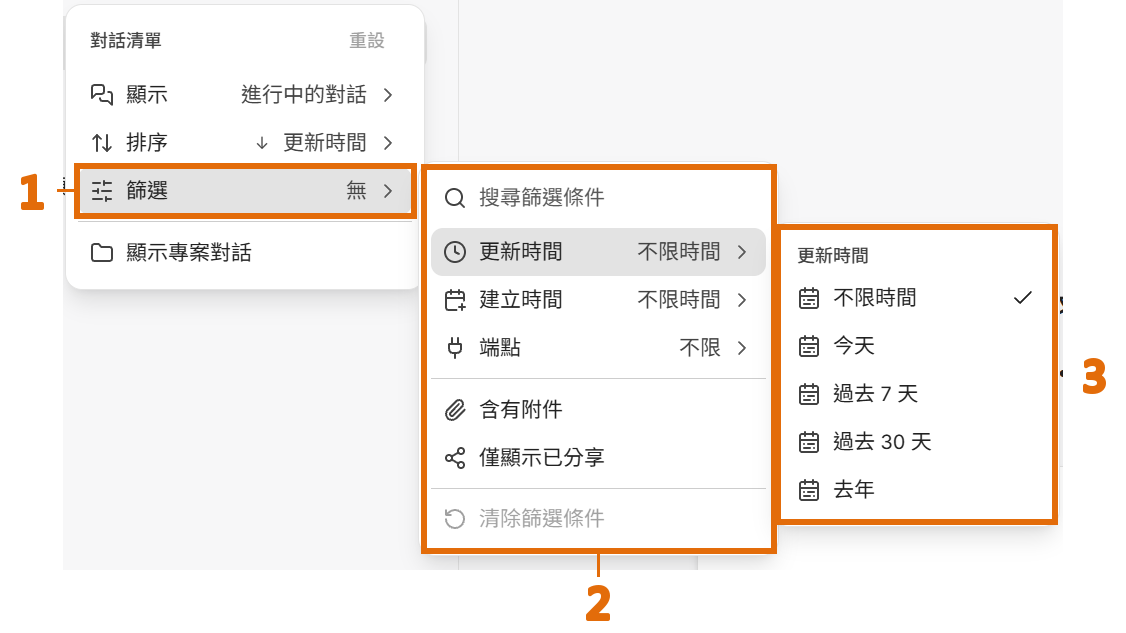 對話清單 重設
顯示 進行中的對話
排序 更新時間
篩選 無
顯示專案對話
1
搜尋篩選條件
更新時間 不限時間
建立時間 不限時間
端點 不限
含有附件
僅顯示已分享
清除篩選條件
2
更新時間
不限時間
今天
過去 7 天
過去 30 天
去年
3